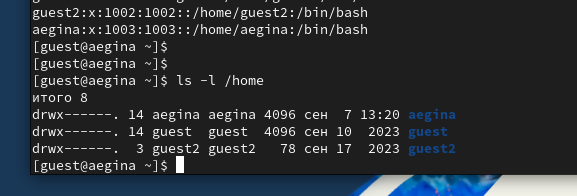 guest2:x:1002:1002::/home/guest2:/bin/bash
aegina:x:1003:1003::/home/aegina:/bin/bash
[guest@aegina ~]$
[guest@aegina ~]$
[guest@aegina ~]$ ls -l /home
итого 8
drwx------. 14 aegina aegina 4096 сен  7 13:20 aegina
drwx------. 14 guest  guest  4096 сен 10  2023 guest
drwx------.  3 guest2 guest2   78 сен 17  2023 guest2
[guest@aegina ~]$